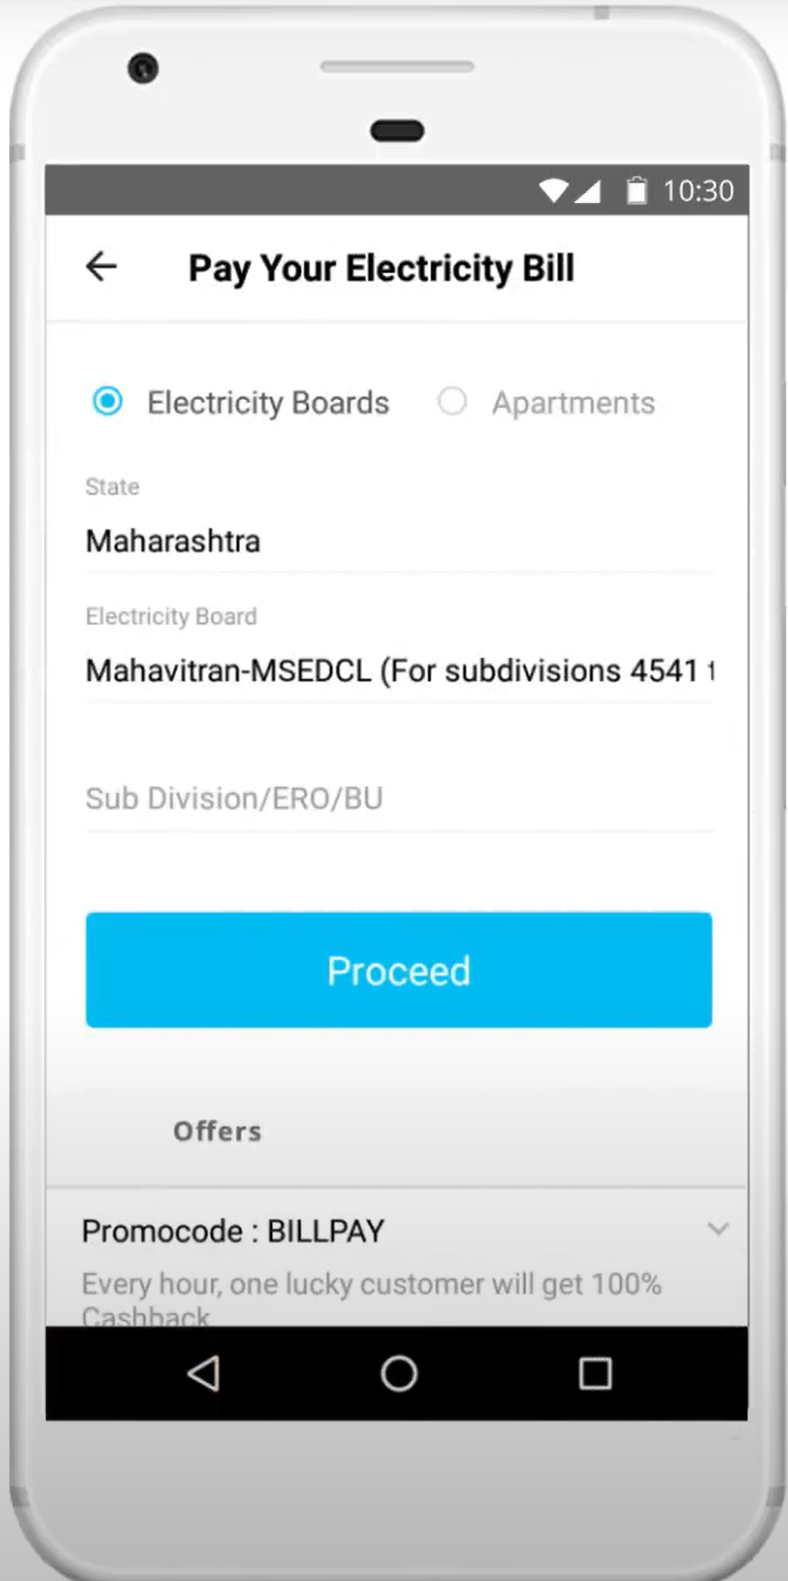 10:30
Pay Your Electricity Bill
Electricity Boards Apartments
State
Maharashtra
Electricity Board
Mahavitran-MSEDCL (For subdivisions 4541
Sub Division/ERO/BU
Proceed
Offers
Promocode : BILLPAY
Every hour, one lucky customer will get 100%
Cashback